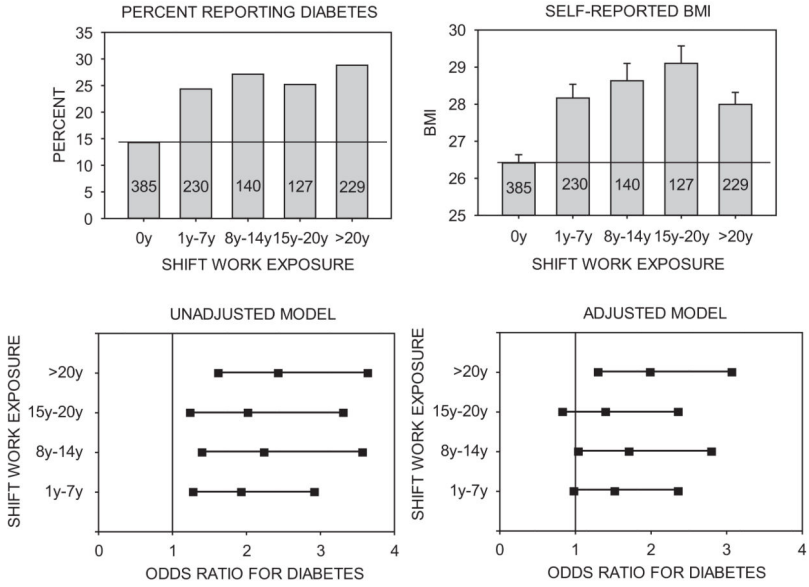 PERCENT REPORTING DIABETES
PERCENT
35
30
25
20
15
10
5
0
385 230 140 127 229
0y 1y-7y 8y-14y 15y-20y >20y
SHIFT WORK EXPOSURE
SELF-REPORTED BMI
BMI
30
29
28
27
26
25
385 230 140 127 229
0y 1y-7y 8y-14y 15y-20y >20y
SHIFT WORK EXPOSURE
UNADJUSTED MODEL
SHIFT WORK EXPOSURE
>20y
15y-20y
8y-14y
1y-7y
0 1 2 3 4
ODDS RATIO FOR DIABETES
ADJUSTED MODEL
SHIFT WORK EXPOSURE
>20y
15y-20y
8y-14y
1y-7y
0 1 2 3 4
ODDS RATIO FOR DIABETES